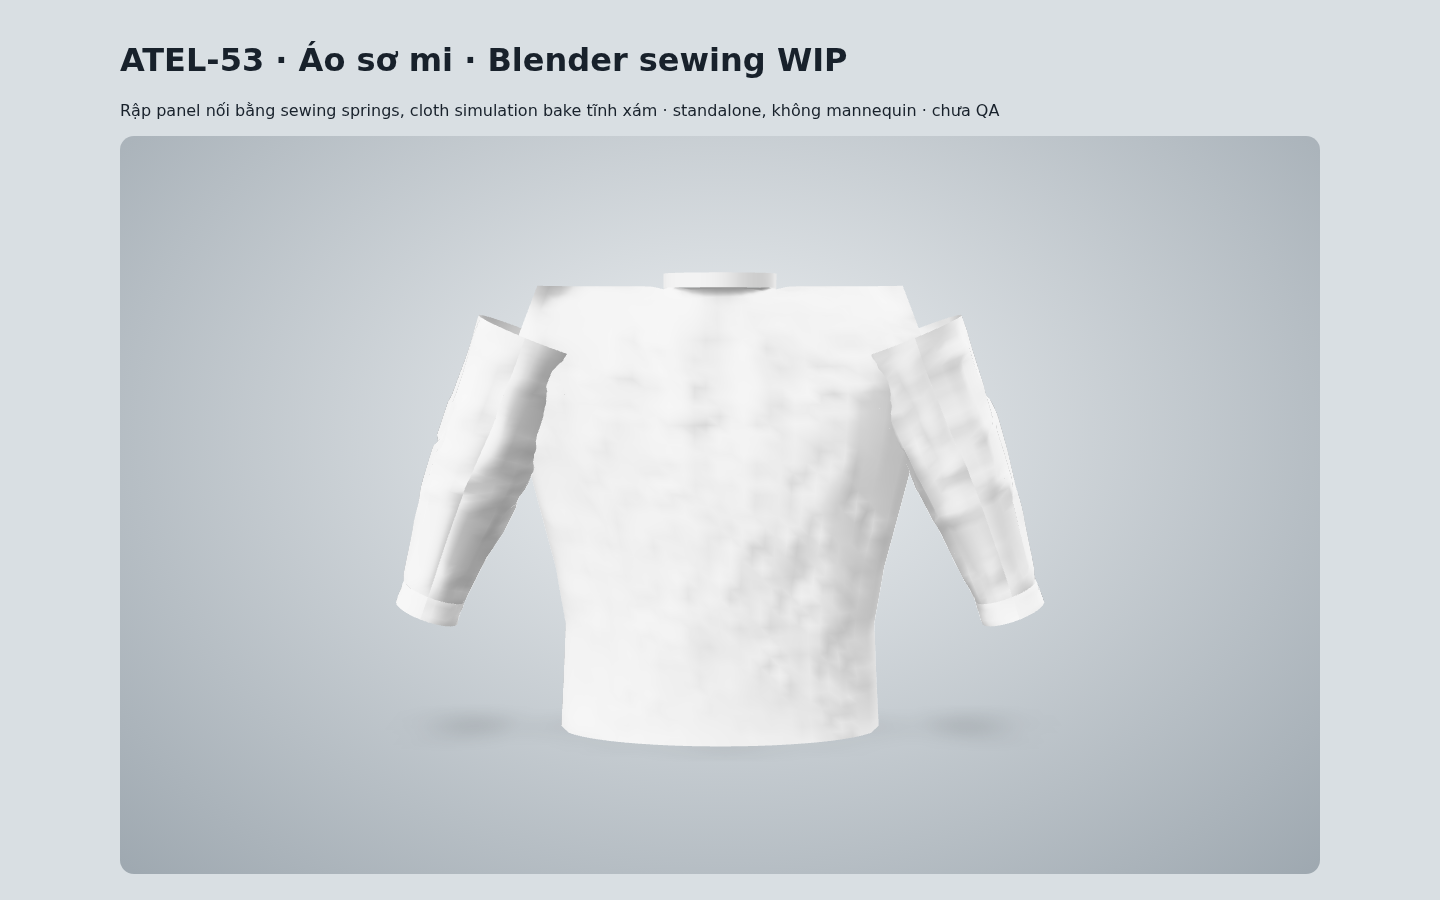 ATEL-53 · Áo sơ mi · Blender sewing WIP
Rập panel nối bằng sewing springs, cloth simulation bake tĩn xám · standalone, không mannequin · chưa QA